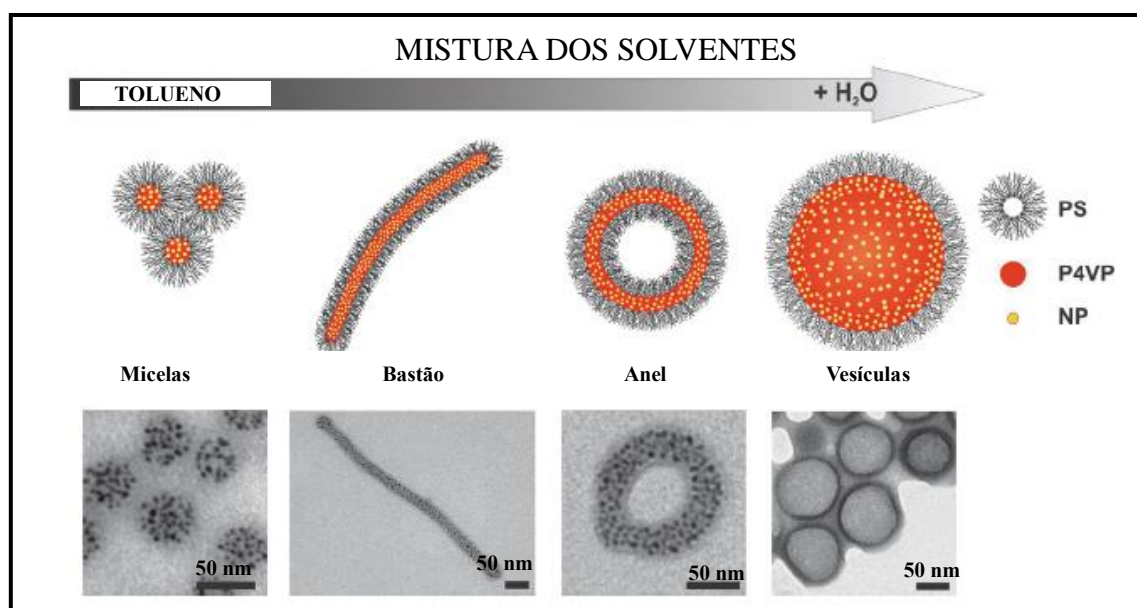 MISTURA DOS SOLVENTES
TOLUENO
+ H₂O
PS
P4VP
NP
Micelas
Bastão
Anel
Vesículas
50 nm
50 nm
50 nm
50 nm